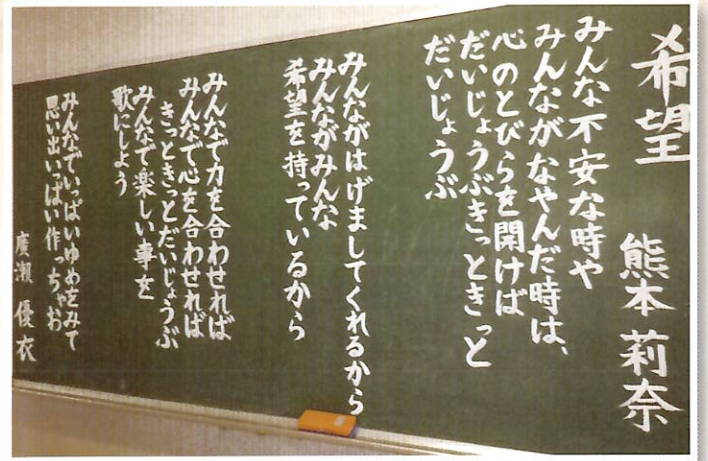 希望　熊本莉奈
みんな不安な時や
みんながなやんだ時は、
心のとびらを開けば
だいじょうぶきっときっと
だいじょうぶ
みんながはげましてくれるから
みんながみんな
希望を持っているから
みんなで力を合わせれば
みんなで心を合わせれば
きっときっとだいじょうぶ
みんなで楽しい事を
歌にしよう
みんなでいっぱいゆめをみて
思い出いっぱい作っちゃお
廣瀬優衣